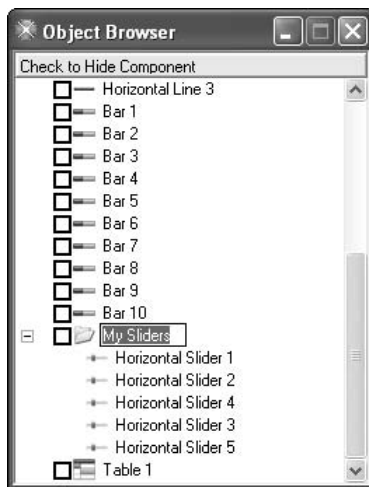 Object Browser
Check to Hide Component
Horizontal Line 3
Bar 1
Bar 2
Bar 3
Bar 4
Bar 5
Bar 6
Bar 7
Bar 8
Bar 9
Bar 10
My Sliders
Horizontal Slider 1
Horizontal Slider 2
Horizontal Slider 4
Horizontal Slider 3
Horizontal Slider 5
Table 1